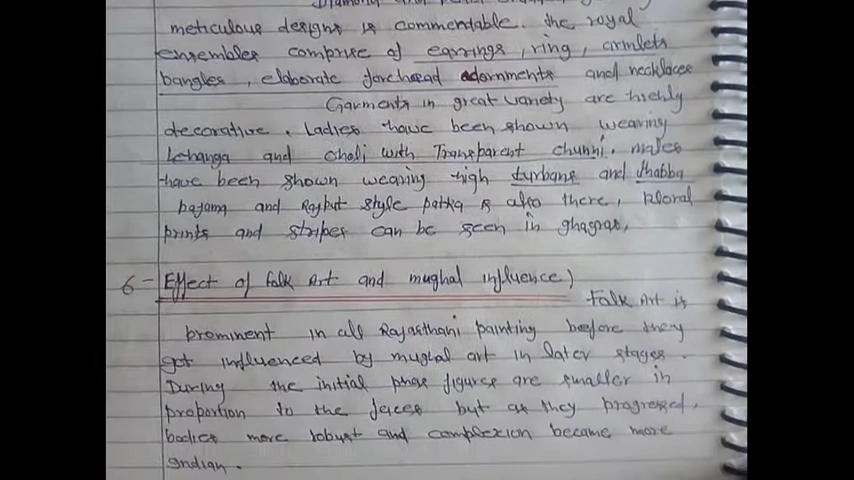 Diamond
meticulous designs is commendable. the royal
ensembles comprise of earrings, ring, armlets
bangles, elaborate forehead adornments and necklaces
Garments in great variety are highly
decorative. Ladies have been shown wearing
Lehanga and choli with Transparent chunni. males
have been shown wearing high turbans and Jhabba
pajama and Rajput style patka is also there, Floral
prints and stripes can be seen in ghagras,
6 - Effect of Folk Art and mughal influence)
Folk Art is
prominent in all Rajasthani painting before they
got influenced by mughal art in later stages.
During the initial phase figures are smaller in
proportion to the faces but as they progressed,
bodies more robust and complexion became more
Indian.